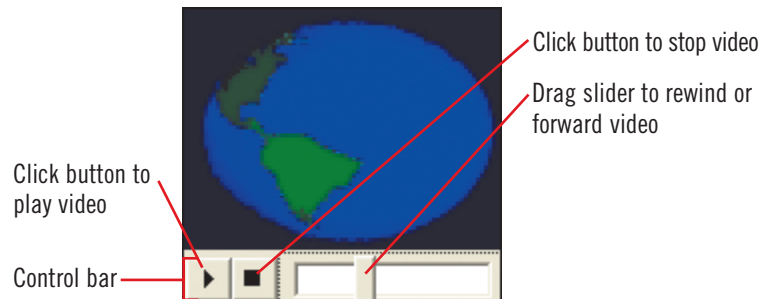 Click button to stop video
Drag slider to rewind or
forward video
Click button to
play video
Control bar